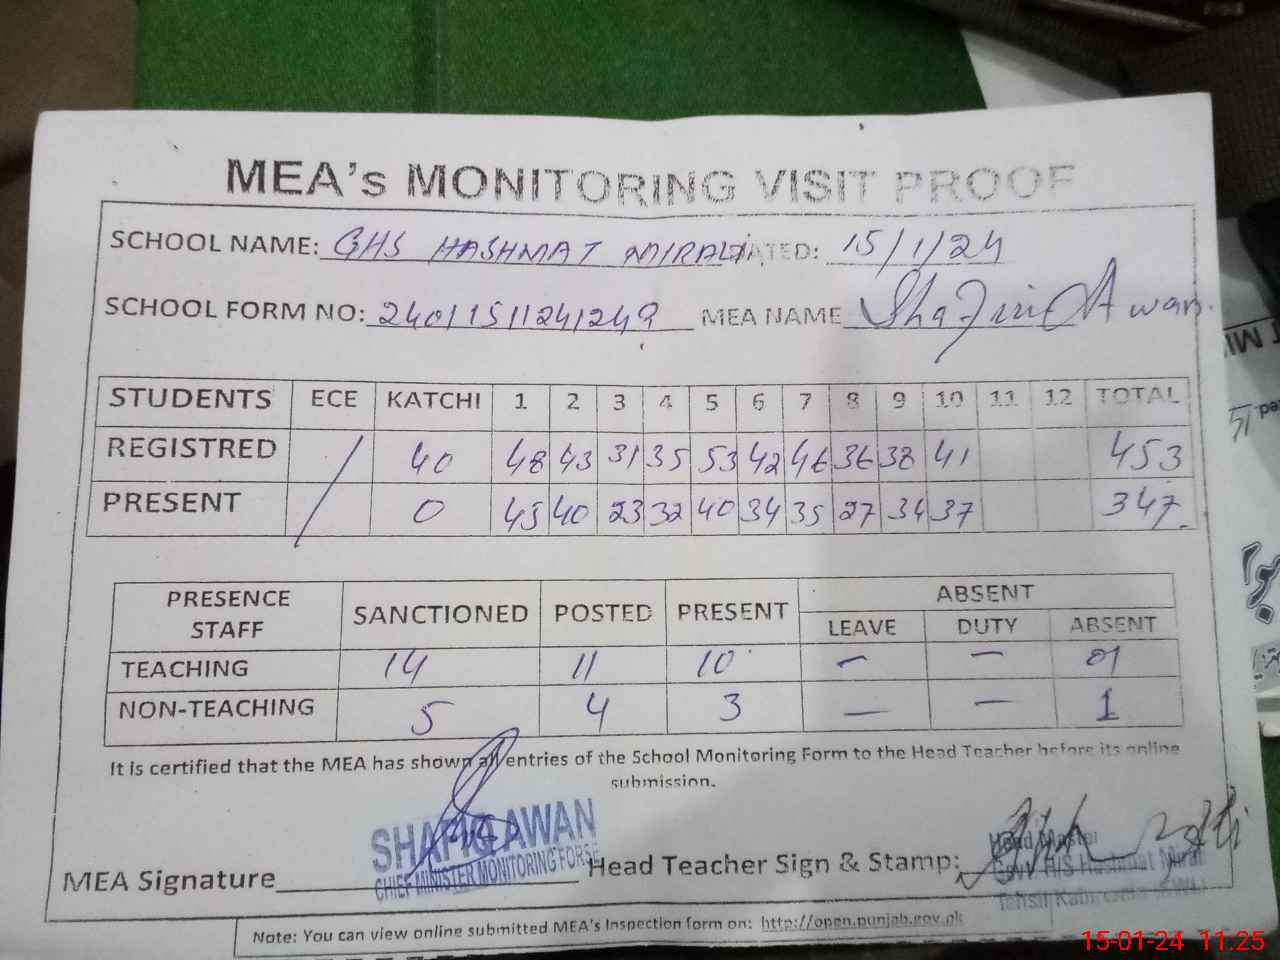 MEA's MONITORING VISIT PROOF
SCHOOL NAME: GHS HASHMAT MIRALI DATED: 15/1/24
SCHOOL FORM NO: 24011511241249 MEA NAME Shafiq Awan.
STUDENTS ECE KATCHI 1 2 3 4 5 6 7 8 9 10 11 12 TOTAL
REGISTRED / 40 48 43 31 35 53 42 46 36 38 41 453
PRESENT 0 45 40 23 32 40 34 35 27 34 37 347
PRESENCE STAFF SANCTIONED POSTED PRESENT ABSENT
LEAVE DUTY ABSENT
TEACHING 14 11 10 – – 01
NON-TEACHING 5 4 3 – – 1
It is certified that the MEA has shown all entries of the School Monitoring Form to the Head Teacher before its online
submission.
SHAFIQ AWAN
CHIEF MINISTER MONITORING FORSE
MEA Signature Head Teacher Sign & Stamp:
Head Master
Govt. H/S Hashmat Mirali
Note: You can view online submitted MEA's Inspection form on: http://open.punjab.gov.pk
15-01-24 11:25